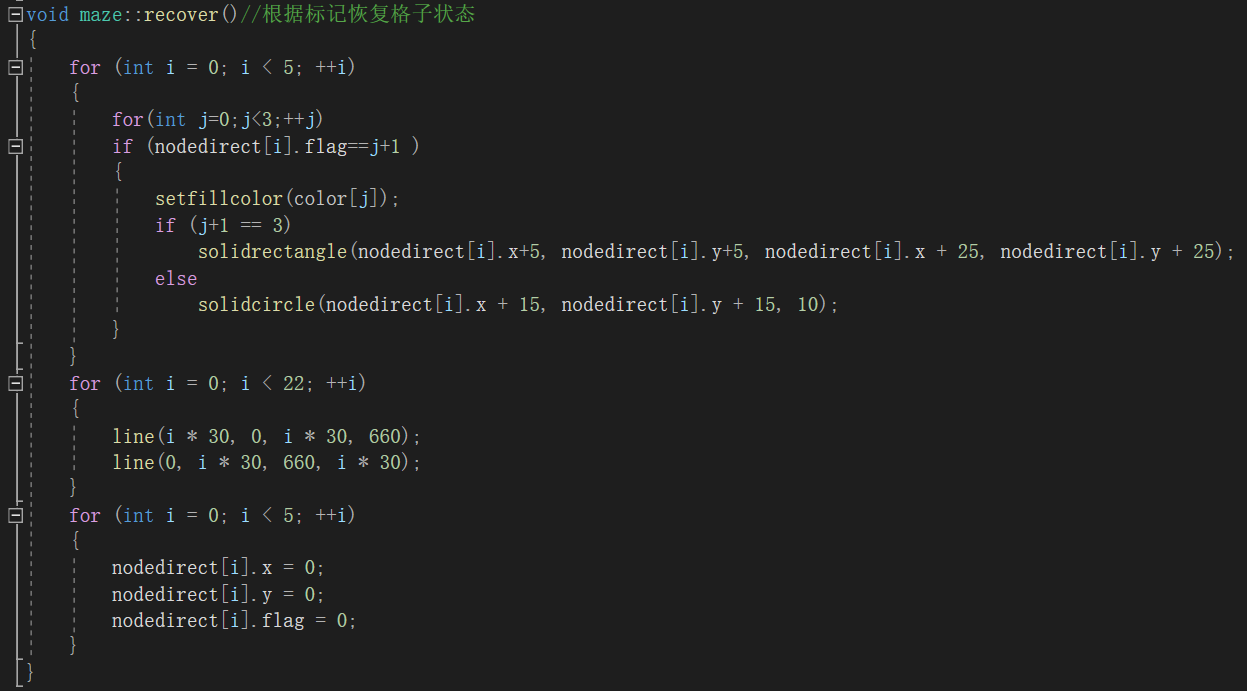 void maze::recover()//根据标记恢复格子状态
{
for (int i = 0; i < 5; ++i)
{
for(int j=0;j<3;++j)
if (nodedirect[i].flag==j+1 )
{
setfillcolor(color[j]);
if (j+1 == 3)
solidrectangle(nodedirect[i].x+5, nodedirect[i].y+5, nodedirect[i].x + 25, nodedirect[i].y + 25);
else
solidcircle(nodedirect[i].x + 15, nodedirect[i].y + 15, 10);
}
}
for (int i = 0; i < 22; ++i)
{
line(i * 30, 0, i * 30, 660);
line(0, i * 30, 660, i * 30);
}
for (int i = 0; i < 5; ++i)
{
nodedirect[i].x = 0;
nodedirect[i].y = 0;
nodedirect[i].flag = 0;
}
}